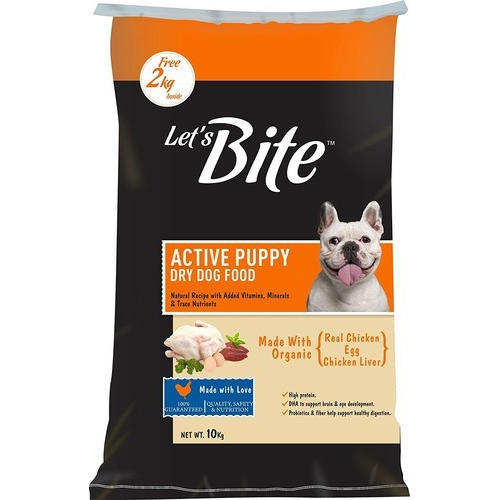 Free
2kg
Inside
Let's
Bite™
ACTIVE PUPPY
DRY DOG FOOD
Natural Recipe with Added Vitamins, Minerals
& Trace Nutrients
Made With
Organic
{Real Chicken
Egg
Chicken Liver}
Made with Love
100%
GUARANTEED
QUALITY, SAFETY
& NUTRITION
✓ High protein.
✓ DHA to support brain & eye development.
✓ Probiotics & fiber help support healthy digestion.
NET WT. 10Kg